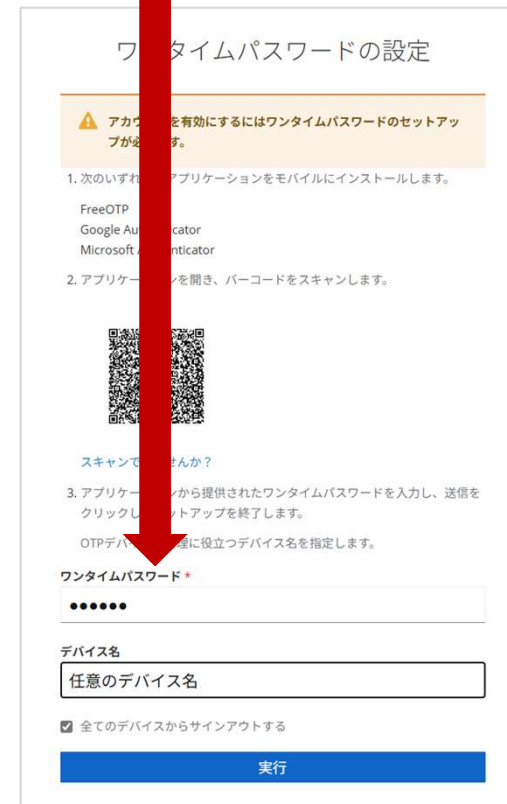 ワ タイムパスワードの設定
アカウ を有効にするにはワンタイムパスワードのセットアッ
プが必 す。
1. 次のいずれ アプリケーションをモバイルにインストールします。
FreeOTP
Google Au cator
Microsoft nticator
2. アプリケー ンを開き、バーコードをスキャンします。
スキャンで せんか？
3. アプリケー ンから提供されたワンタイムパスワードを入力し、送信を
クリックし ットアップを終了します。
OTPデバ 理に役立つデバイス名を指定します。
ワンタイムパスワード *
●●●●●●
デバイス名
任意のデバイス名
全てのデバイスからサインアウトする
実行